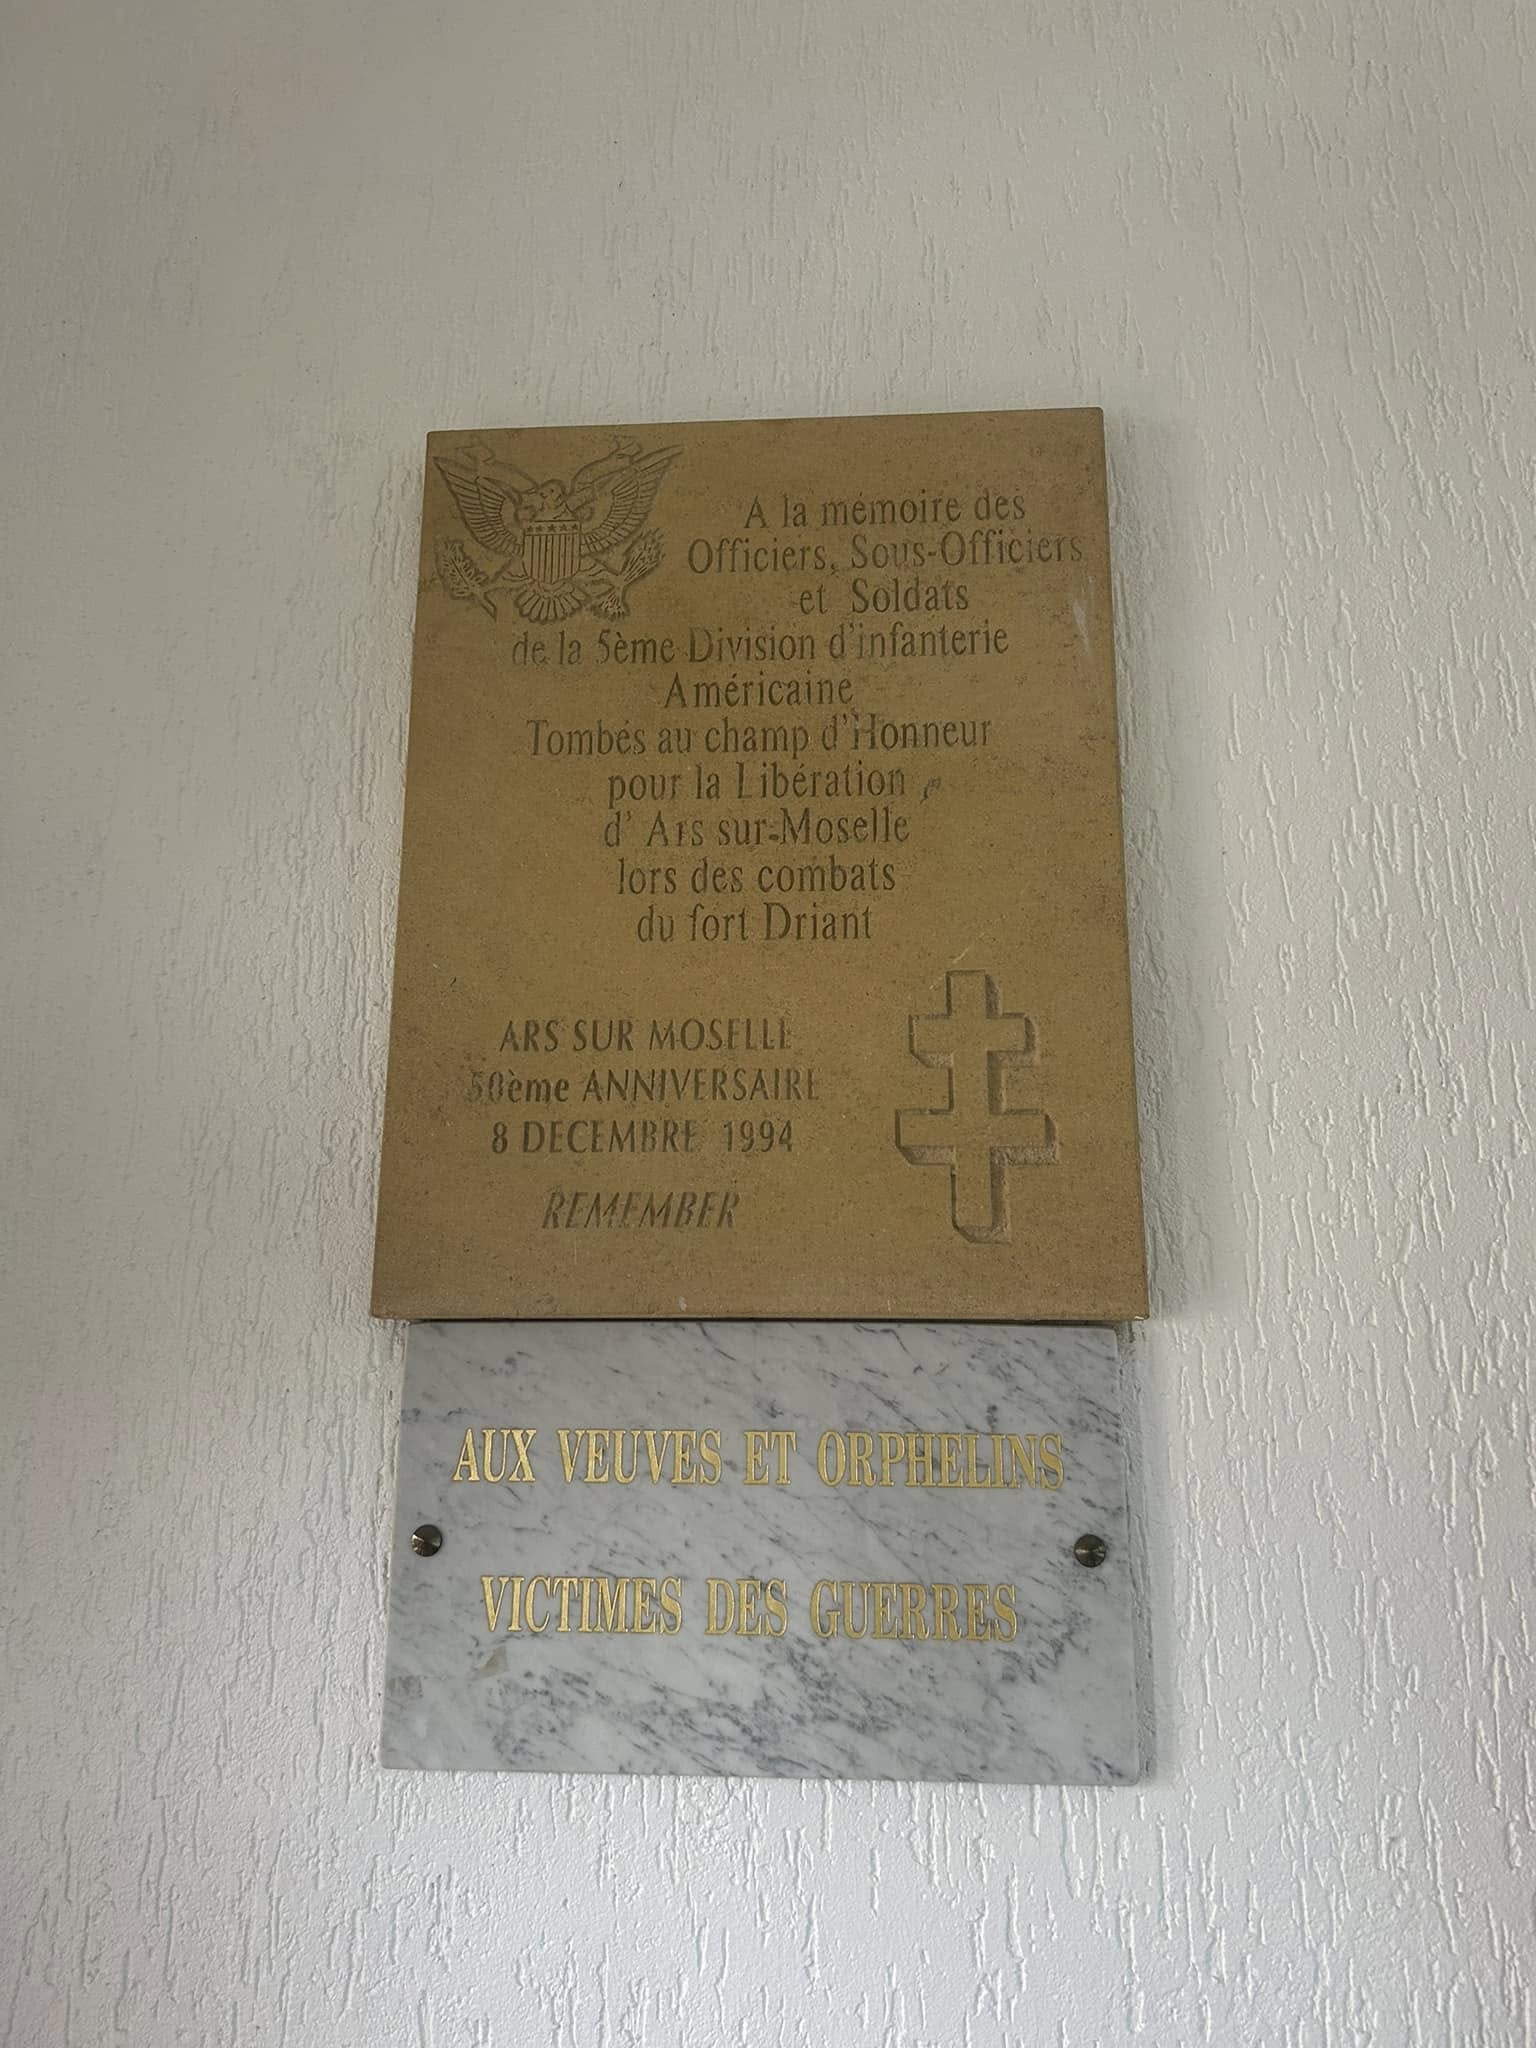 A la mémoire des
Officiers, Sous-Officiers
et Soldats
de la 5ème Division d'infanterie
Américaine
Tombés au champ d'Honneur
pour la Libération
d' Ars sur-Moselle
lors des combats
du fort Driant
ARS SUR MOSELLE
50ème ANNIVERSAIRE
8 DECEMBRE 1994
REMEMBER
AUX VEUVES ET ORPHELINS
VICTIMES DES GUERRES